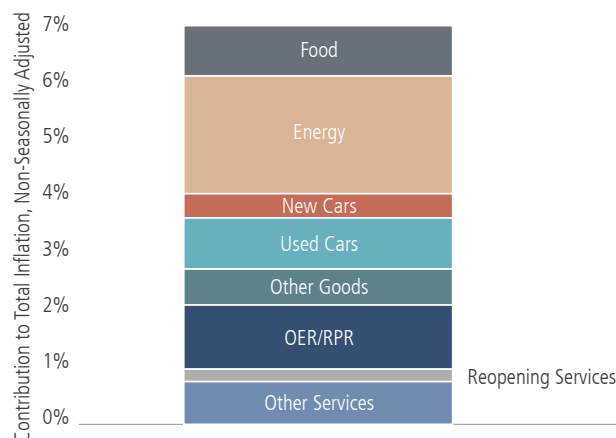 Contribution to Total Inflation, Non-Seasonally Adjusted
7%
6%
5%
4%
3%
2%
1%
0%
Food
Energy
New Cars
Used Cars
Other Goods
OER/RPR
Reopening Services
Other Services